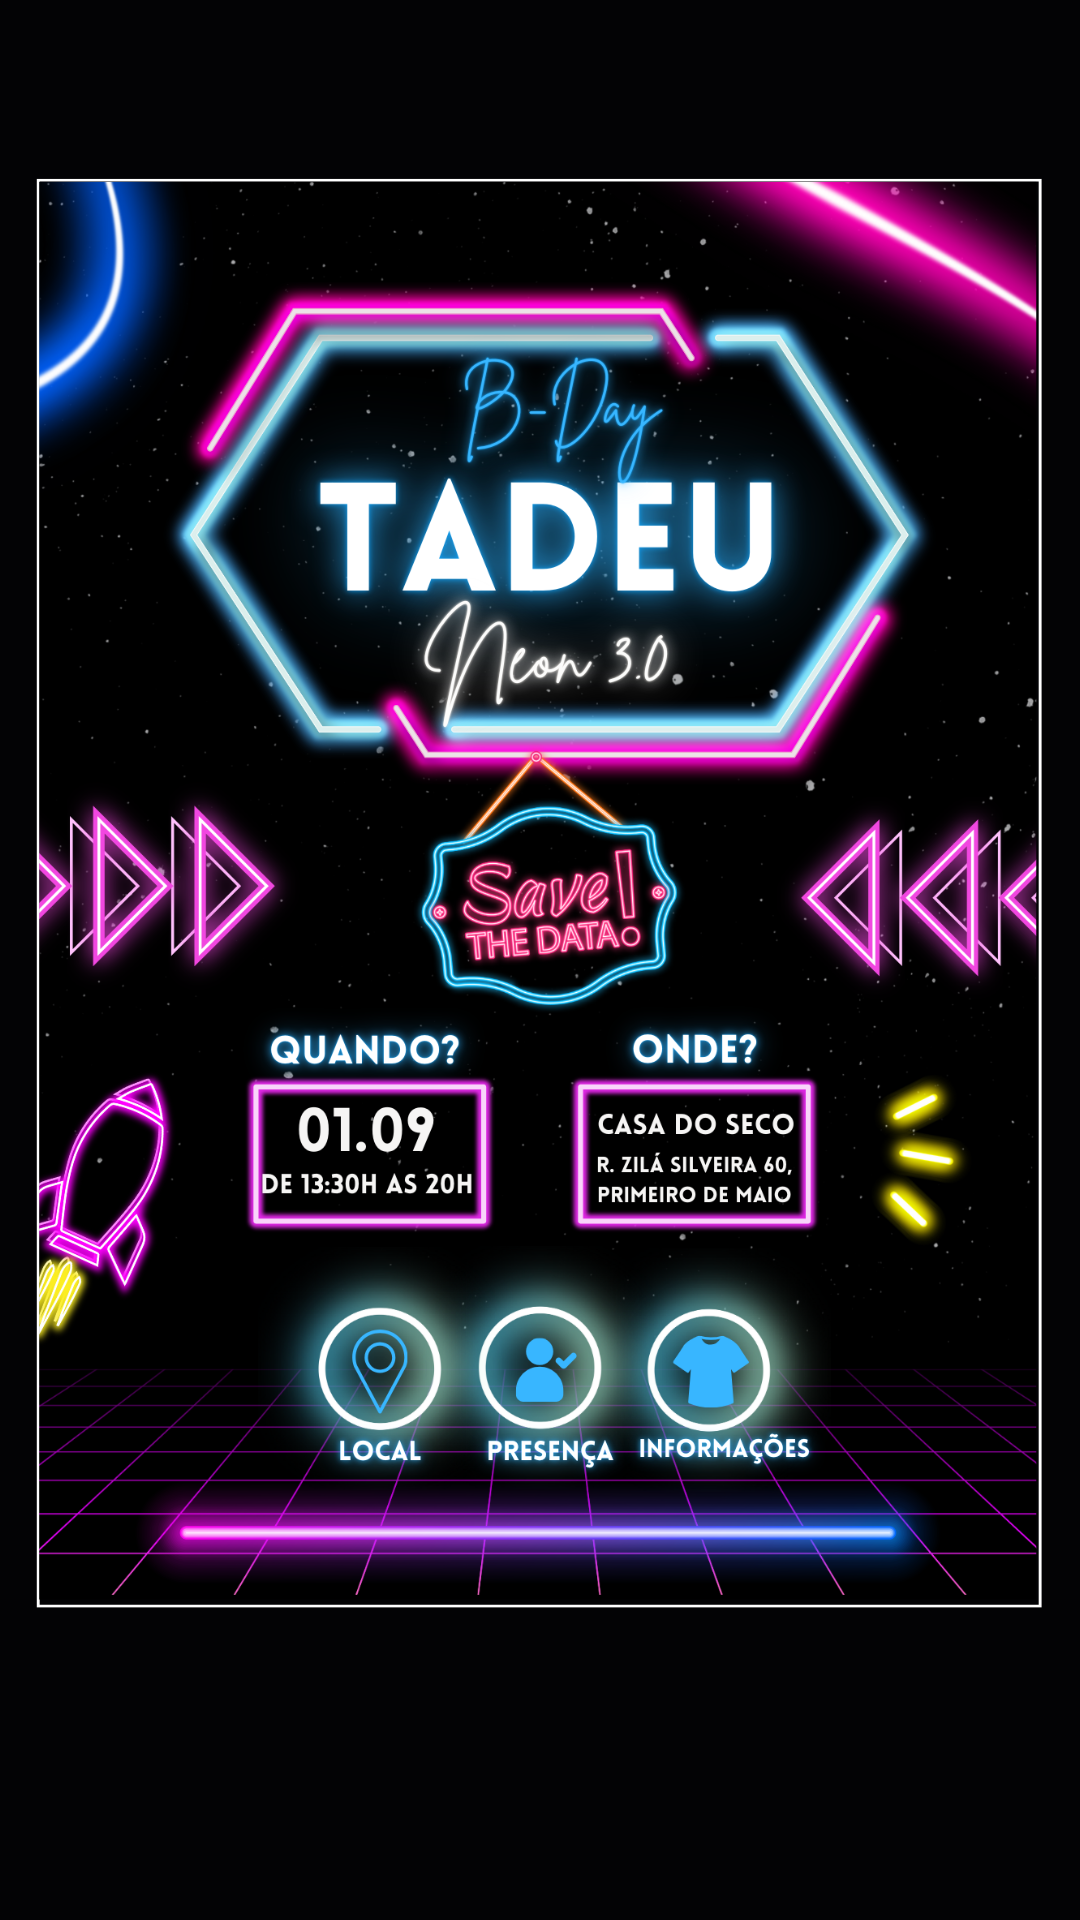 B-Day
TADEU
Neon 3.0
Save!
THE DATA
QUANDO?
01.09
DE 13:30H AS 20H
ONDE?
CASA DO SECO
R. ZILÁ SILVEIRA 60,
PRIMEIRO DE MAIO
LOCAL
PRESENÇA
INFORMAÇÕES